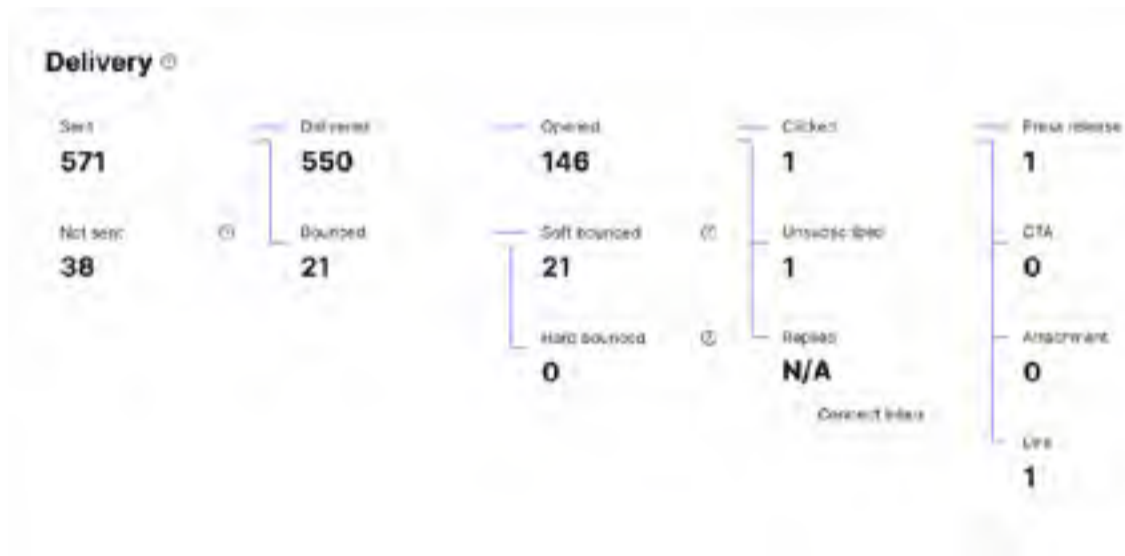 Delivery
Sent
571
Not sent
38
Delivered
550
Bounced
21
Opened
146
Soft bounced
21
Hard bounced
0
Clicked
1
Unsubscribed
1
Replied
N/A
Connect inbox
Press release
1
CTA
0
Attachment
0
Link
1